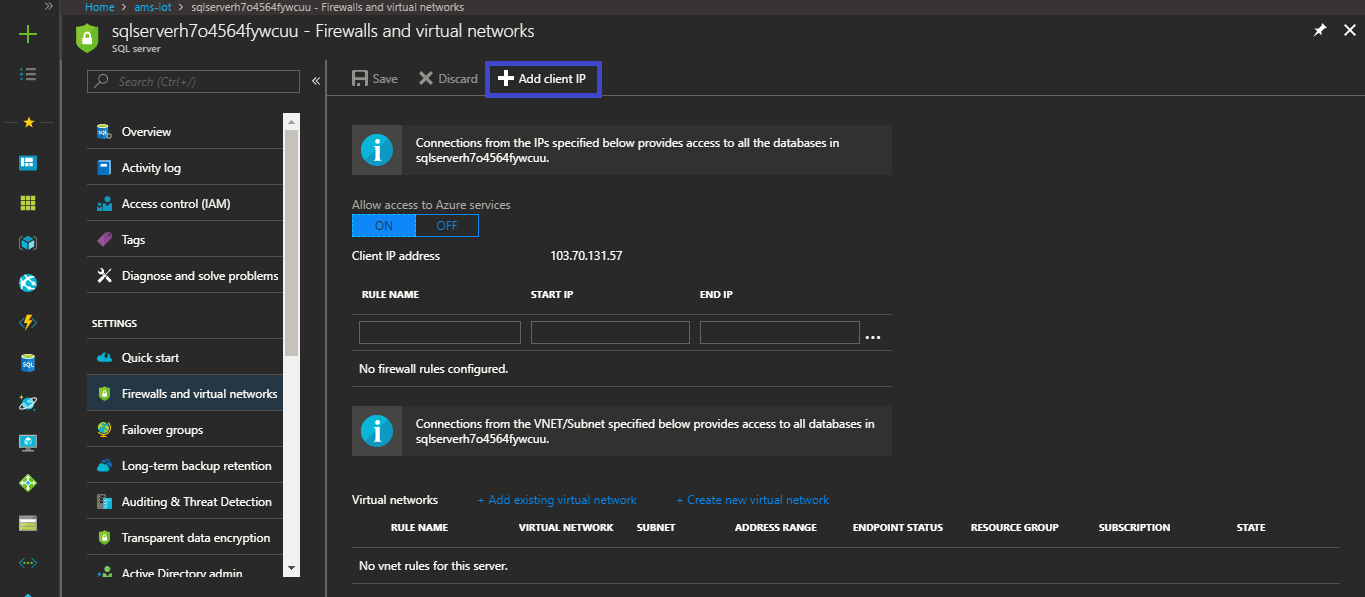 Home > ams-iot > sqlserverh7o4564fywcuu - Firewalls and virtual networks
sqlserverh7o4564fywcuu - Firewalls and virtual networks
SQL server
Search (Ctrl+/)
Overview
Activity log
Access control (IAM)
Tags
Diagnose and solve problems
SETTINGS
Quick start
Firewalls and virtual networks
Failover groups
Long-term backup retention
Auditing & Threat Detection
Transparent data encryption
Active Directory admin
Save Discard Add client IP
Connections from the IPs specified below provides access to all the databases in
sqlserverh7o4564fywcuu.
Allow access to Azure services
ON OFF
Client IP address 103.70.131.57
RULE NAME START IP END IP
...
No firewall rules configured.
Connections from the VNET/Subnet specified below provides access to all databases in
sqlserverh7o4564fywcuu.
Virtual networks + Add existing virtual network + Create new virtual network
RULE NAME VIRTUAL NETWORK SUBNET ADDRESS RANGE ENDPOINT STATUS RESOURCE GROUP SUBSCRIPTION STATE
No vnet rules for this server.